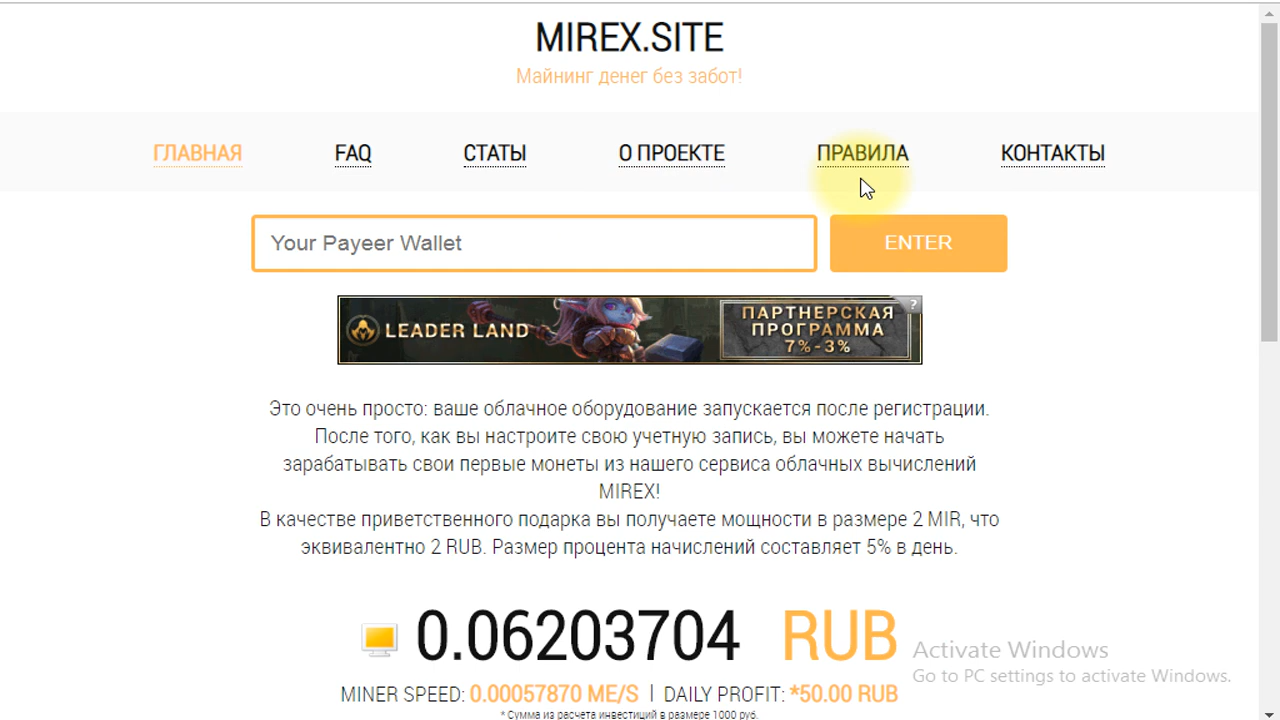 MIREX.SITE
Майнинг денег без забот!
ГЛАВНАЯ FAQ СТАТЫ О ПРОЕКТЕ ПРАВИЛА КОНТАКТЫ
Your Payeer Wallet ENTER
?
LEADER LAND
ПАРТНЕРСКАЯ
ПРОГРАММА
7%-3%
Это очень просто: ваше облачное оборудование запускается после регистрации.
После того, как вы настроите свою учетную запись, вы можете начать
зарабатывать свои первые монеты из нашего сервиса облачных вычислений
MIREX!
В качестве приветственного подарка вы получаете мощности в размере 2 MIR, что
эквивалентно 2 RUB. Размер процента начислений составляет 5% в день.
0.06203704 RUB
Activate Windows
Go to PC settings to activate Windows.
MINER SPEED: 0.00057870 ME/S | DAILY PROFIT: *50.00 RUB
* Сумма из расчета инвестиций в размере 1000 руб.